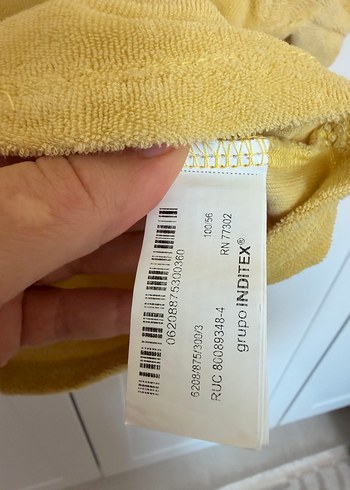 06208875300360
100/56
RN 77302
6208/875/300/3
RUC 80089348-4
grupo INDITEX®